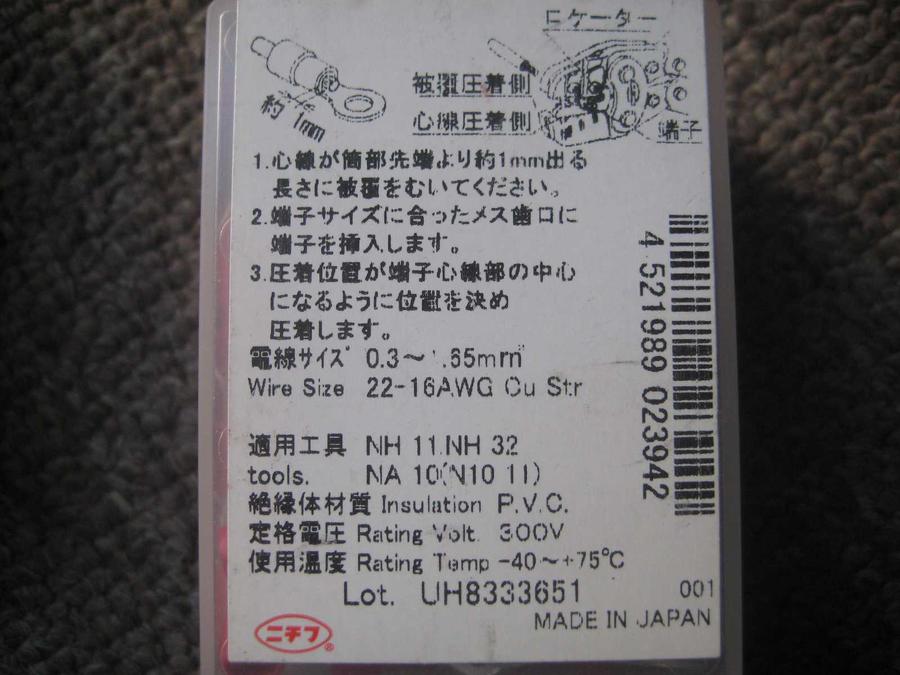 ロケーター
被覆圧着側
心線圧着側
端子
約1mm
1.心線が筒部先端より約1mm出る
長さに被覆をむいてください。
2.端子サイズに合ったメス歯口に
端子を挿入します。
3.圧着位置が端子心線部の中心
になるように位置を決め
圧着します。
電線サイズ 0.3〜1.65mm²
Wire Size 22-16AWG Cu Str
適用工具 NH 11.NH 32
tools. NA 10(N10 11)
絶縁体材質 Insulation P.V.C.
定格電圧 Rating Volt. 300V
使用温度 Rating Temp -40〜+75℃
Lot. UH8333651
001
MADE IN JAPAN
ニチフ®
4 521989 023942